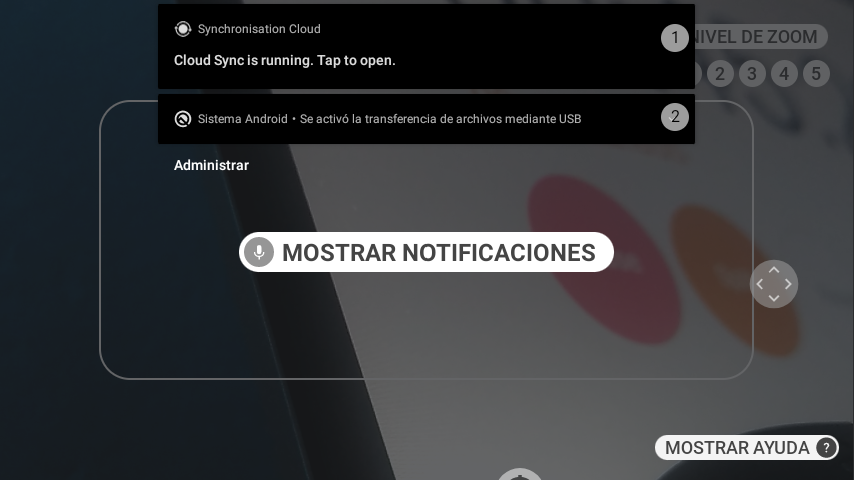 Synchronisation Cloud
Cloud Sync is running. Tap to open.
1
NIVEL DE ZOOM
2 3 4 5
Sistema Android • Se activó la transferencia de archivos mediante USB
2
Administrar
MOSTRAR NOTIFICACIONES
MOSTRAR AYUDA ?